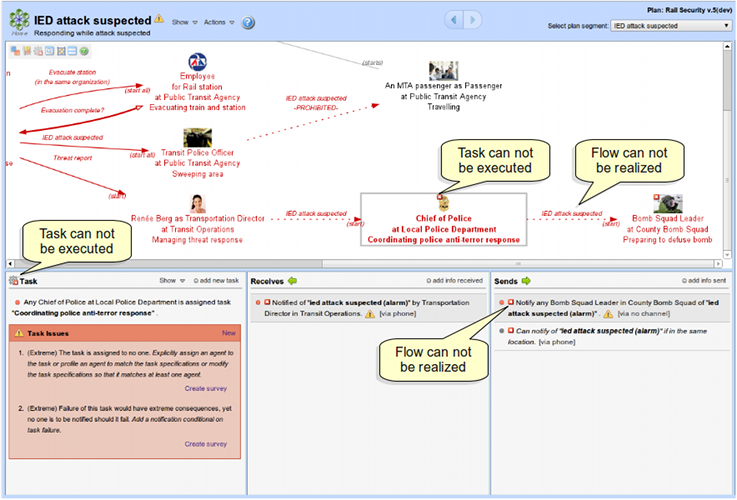 IED attack suspected
Show
Actions
Responding while attack suspected
Plan: Rail Security v.5(dev)
Select plan segment:
IED attack suspected
Evacuate station
(in the same organization)
(start all)
Evacuation complete?
IED attack suspected
(start all)
Threat report
(start)
Employee
for Rail station
at Public Transit Agency
Evacuating train and station
(starts)
IED attack suspected
-PROHIBITED-
An MTA passenger as Passenger
at Public Transit Agency
Travelling
Transit Police Officer
at Public Transit Agency
Sweeping area
Task can not
be executed
Flow can not
be realized
Renée Berg as Transportation Director
at Transit Operations
Managing threat response
IED attack suspected
(start)
Chief of Police
at Local Police Department
Coordinating police anti-terror response
IED attack suspected
(start)
Bomb Squad Leader
at County Bomb Squad
Preparing to defuse bomb
Task can not
be executed
Task
Show
add new task
Any Chief of Police at Local Police Department is assigned task
"Coordinating police anti-terror response" .
Task Issues
New
1. (Extreme) The task is assigned to no one. Explicitly assign an agent to
the task or profile an agent to match the task specifications or modify
the task specifications so that it matches at least one agent.
Create survey
2. (Extreme) Failure of this task would have extreme consequences, yet
no one is to be notified should it fail. Add a notification conditional on
task failure.
Create survey
Receives
add info received
Notified of "ied attack suspected (alarm)" by Transportation
Director in Transit Operations.
[via phone]
Flow can not
be realized
Sends
add info sent
Notify any Bomb Squad Leader in County Bomb Squad of "ied
attack suspected (alarm)" .
[via no channel]
Can notify of "ied attack suspected (alarm)" if in the same
location. [via phone]